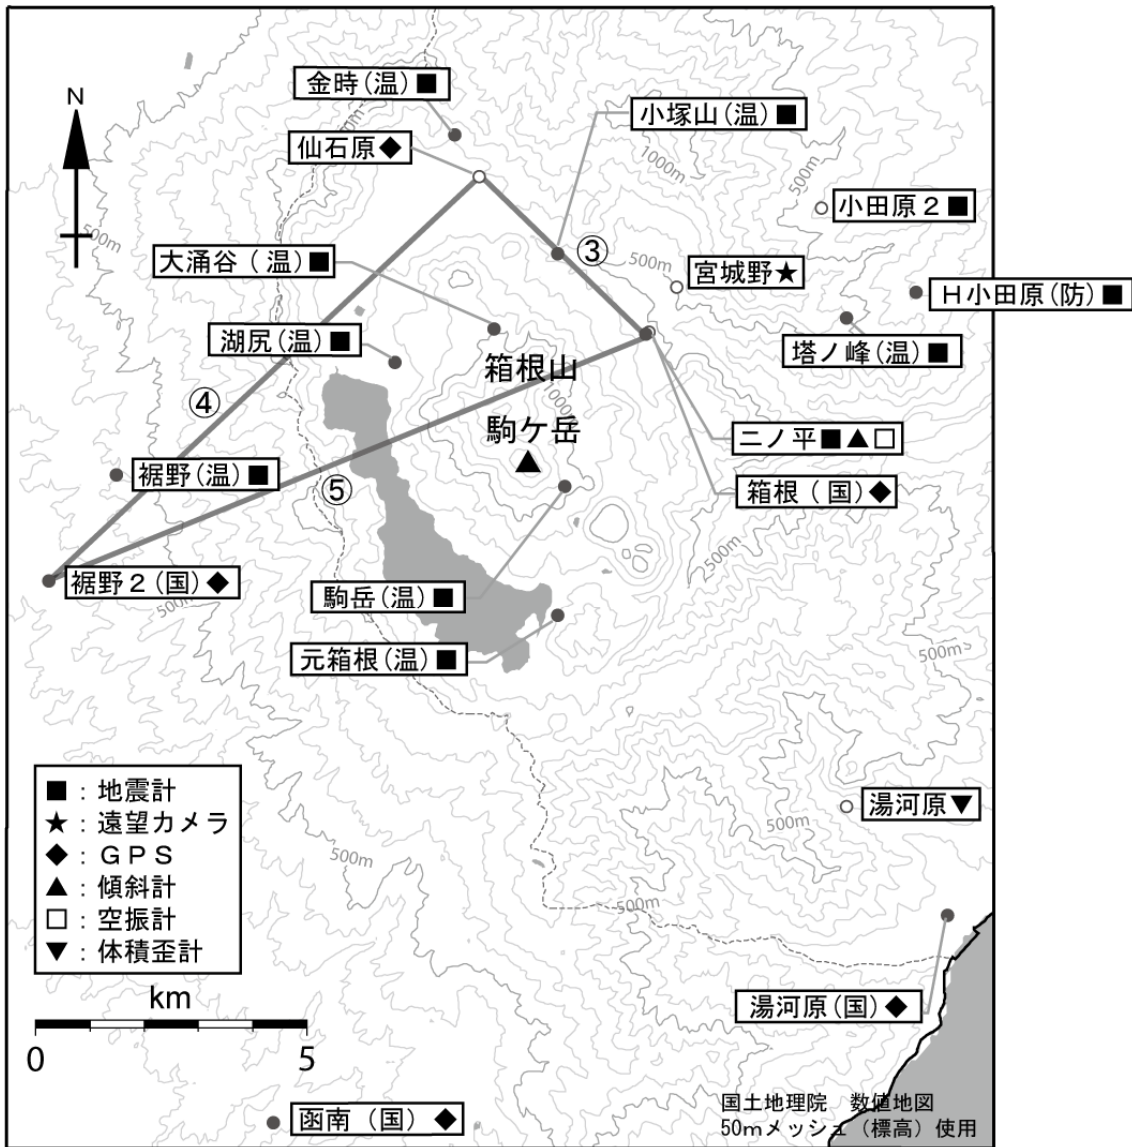 金時(温)■
小塚山(温)■
N
仙石原◆
1000m
500m
小田原２■
500m
大涌谷（温)■
③
500m
宮城野★
Ｈ小田原(防)■
湖尻(温)■
塔ノ峰(温)■
箱根山
④
1000m
駒ケ岳
▲
二ノ平■▲□
裾野(温)■
⑤
箱根（国)◆
500m
裾野２(国)◆
500m
駒岳(温)■
元箱根(温)■
500m
■：地震計
★：遠望カメラ
◆：ＧＰＳ
▲：傾斜計
□：空振計
▼：体積歪計
湯河原▼
500m
500m
500m
km
0 5
湯河原(国)◆
函南（国）◆
国土地理院　数値地図
50mメッシュ（標高）使用